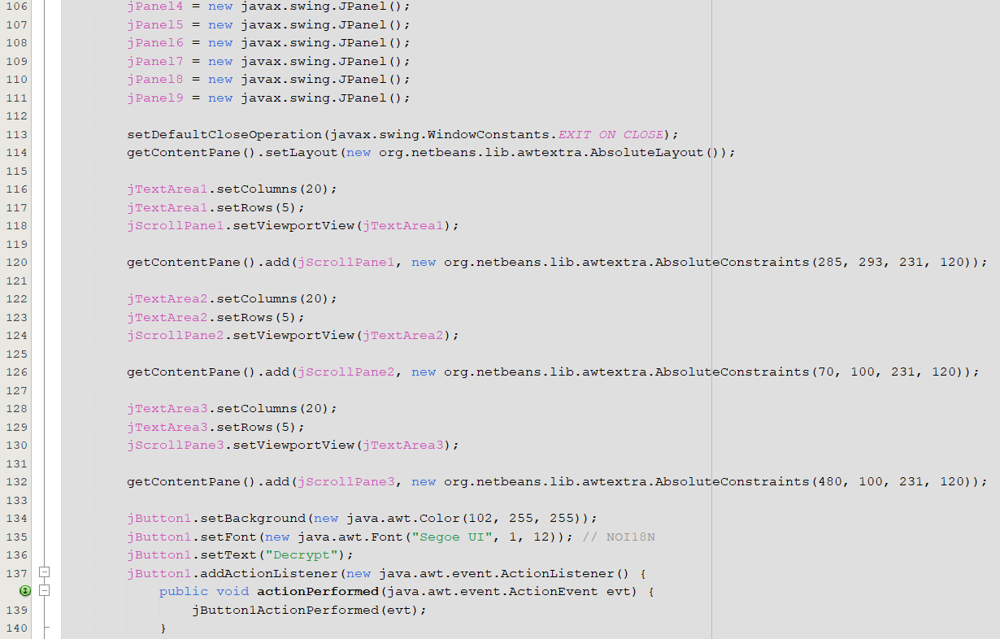 106 jPanel4 = new javax.swing.JPanel();
107 jPanel5 = new javax.swing.JPanel();
108 jPanel6 = new javax.swing.JPanel();
109 jPanel7 = new javax.swing.JPanel();
110 jPanel8 = new javax.swing.JPanel();
111 jPanel9 = new javax.swing.JPanel();
112
113 setDefaultCloseOperation(javax.swing.WindowConstants.EXIT_ON_CLOSE);
114 getContentPane().setLayout(new org.netbeans.lib.awtextra.AbsoluteLayout());
115
116 jTextArea1.setColumns(20);
117 jTextArea1.setRows(5);
118 jScrollPane1.setViewportView(jTextArea1);
119
120 getContentPane().add(jScrollPane1, new org.netbeans.lib.awtextra.AbsoluteConstraints(285, 293, 231, 120));
121
122 jTextArea2.setColumns(20);
123 jTextArea2.setRows(5);
124 jScrollPane2.setViewportView(jTextArea2);
125
126 getContentPane().add(jScrollPane2, new org.netbeans.lib.awtextra.AbsoluteConstraints(70, 100, 231, 120));
127
128 jTextArea3.setColumns(20);
129 jTextArea3.setRows(5);
130 jScrollPane3.setViewportView(jTextArea3);
131
132 getContentPane().add(jScrollPane3, new org.netbeans.lib.awtextra.AbsoluteConstraints(480, 100, 231, 120));
133
134 jButton1.setBackground(new java.awt.Color(102, 255, 255));
135 jButton1.setFont(new java.awt.Font("Segoe UI", 1, 12)); // NOI18N
136 jButton1.setText("Decrypt");
137 jButton1.addActionListener(new java.awt.event.ActionListener() {
public void actionPerformed(java.awt.event.ActionEvent evt) {
139 jButton1ActionPerformed(evt);
140 }